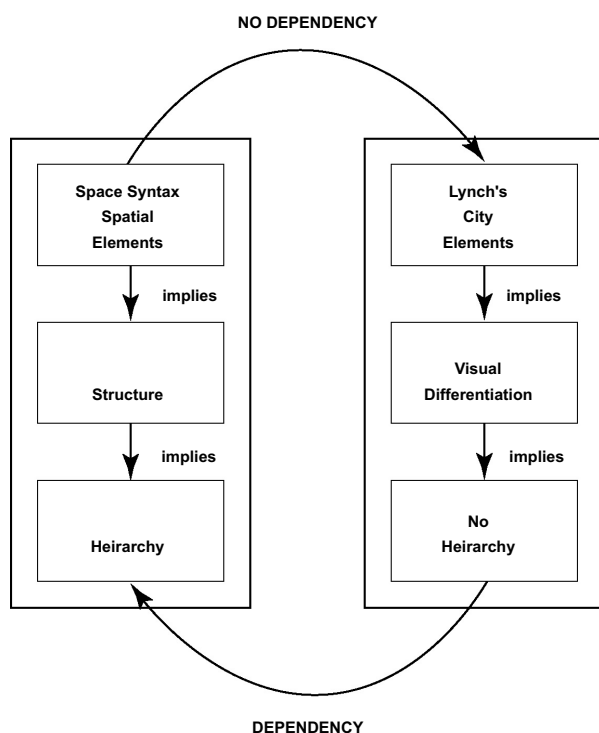 NO DEPENDENCY
Space Syntax
Spatial
Elements
implies
Structure
implies
Heirarchy
Lynch's
City
Elements
implies
Visual
Differentiation
implies
No
Heirarchy
DEPENDENCY